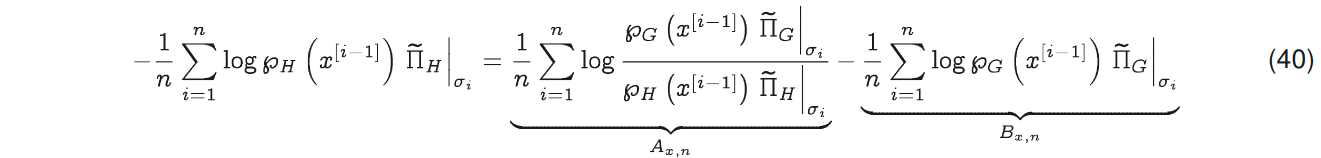 $$-\frac{1}{n}\sum_{i=1}^{n}\log \wp_H\left(x^{[i-1]}\right)\widetilde{\Pi}_H\Big|_{\sigma_i} = \underbrace{\frac{1}{n}\sum_{i=1}^{n}\log\frac{\wp_G\left(x^{[i-1]}\right)\widetilde{\Pi}_G\Big|_{\sigma_i}}{\wp_H\left(x^{[i-1]}\right)\widetilde{\Pi}_H\Big|_{\sigma_i}}}_{A_{x,n}} - \underbrace{\frac{1}{n}\sum_{i=1}^{n}\log \wp_G\left(x^{[i-1]}\right)\widetilde{\Pi}_G\Big|_{\sigma_i}}_{B_{x,n}} \quad (40)$$